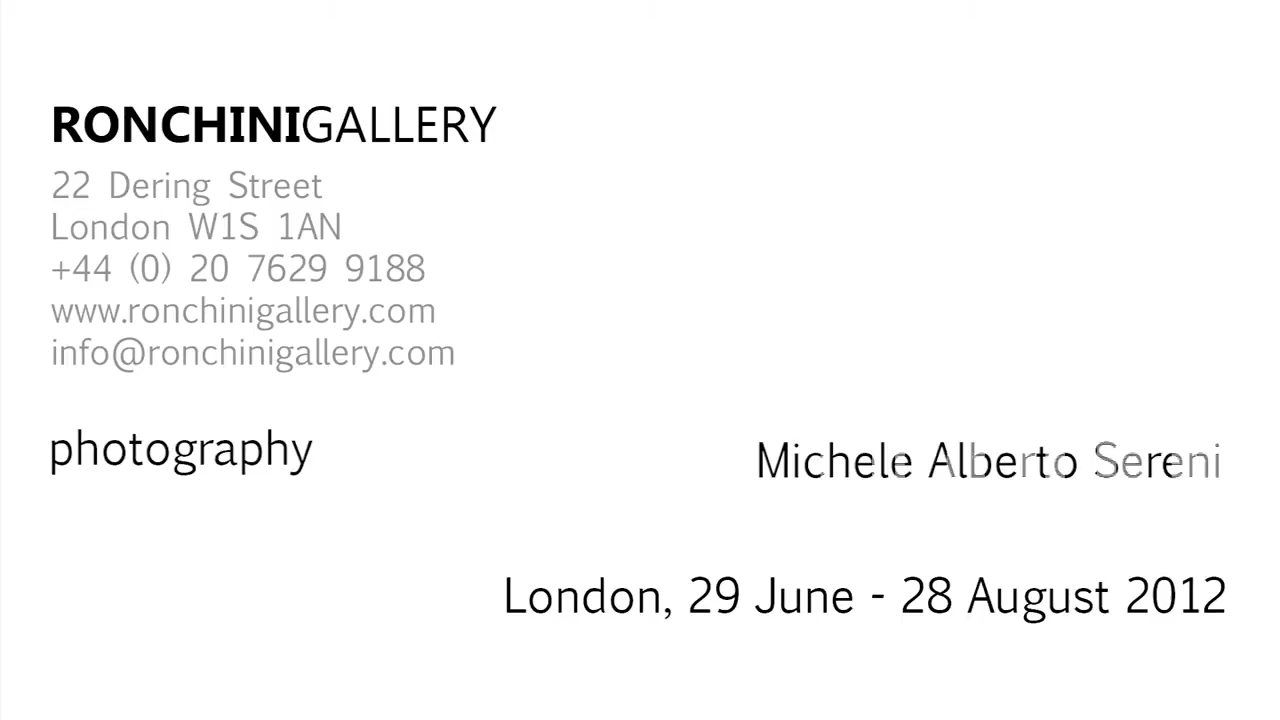 RONCHINIGALLERY
22 Dering Street
London W1S 1AN
+44 (0) 20 7629 9188
www.ronchinigallery.com
info@ronchinigallery.com
photography
Michele Alberto Sereni
London, 29 June - 28 August 2012